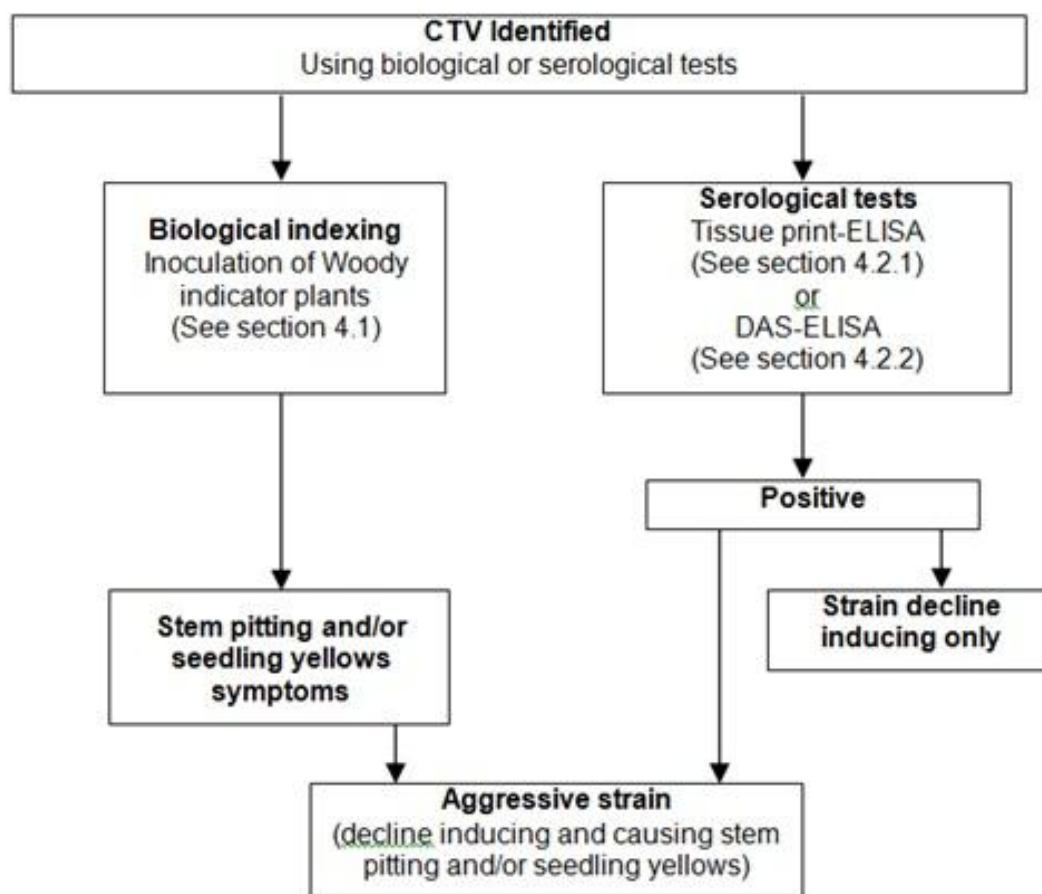 CTV Identified
Using biological or serological tests
Biological indexing
Inoculation of Woody
indicator plants
(See section 4.1)
Serological tests
Tissue print-ELISA
(See section 4.2.1)
or
DAS-ELISA
(See section 4.2.2)
Positive
Strain decline
inducing only
Stem pitting and/or
seedling yellows
symptoms
Aggressive strain
(decline inducing and causing stem
pitting and/or seedling yellows)